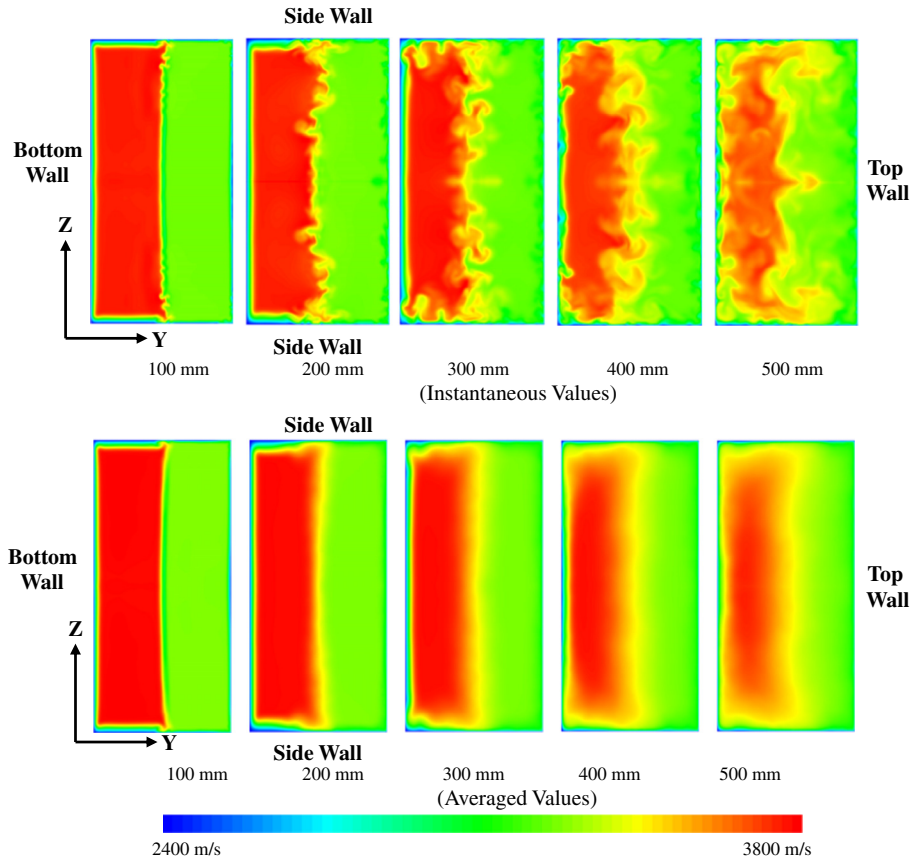 Side Wall
Bottom
Wall
Top
Wall
Z
Y
Side Wall
100 mm 200 mm 300 mm 400 mm 500 mm
(Instantaneous Values)
Side Wall
Bottom
Wall
Top
Wall
Z
Y
Side Wall
100 mm 200 mm 300 mm 400 mm 500 mm
(Averaged Values)
2400 m/s 3800 m/s